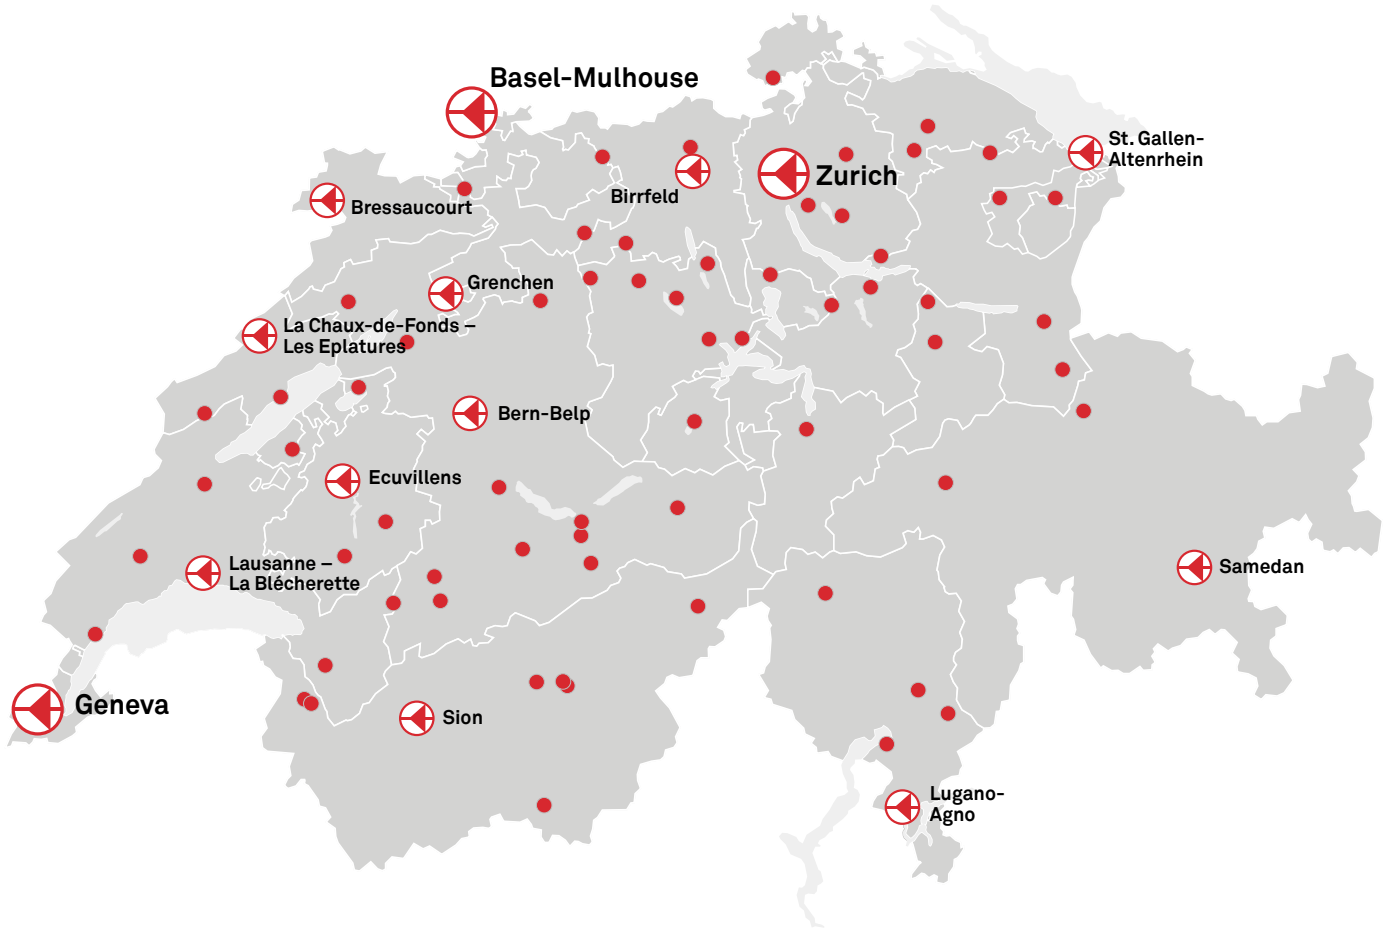 Basel-Mulhouse
St. Gallen-
Altenrhein
Zurich
Birrfeld
Bressaucourt
Grenchen
La Chaux-de-Fonds –
Les Eplatures
Bern-Belp
Ecuvillens
Lausanne –
La Blécherette
Samedan
Geneva
Sion
Lugano-
Agno